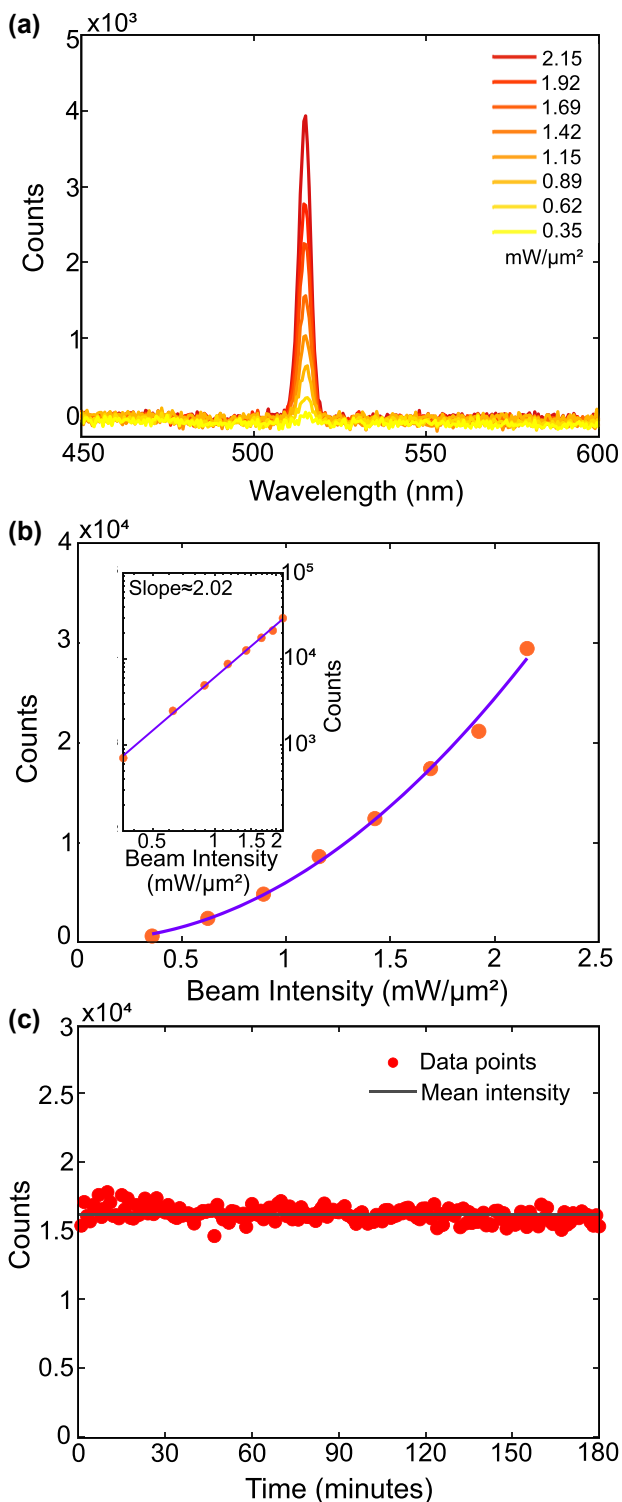 (a)
x10³
5
4
3
2
1
0
Counts
2.15
1.92
1.69
1.42
1.15
0.89
0.62
0.35
mW/µm²
450 500 550 600
Wavelength (nm)
(b)
x10⁴
4
3
2
1
0
Counts
Slope≈2.02
10⁵
10⁴
10³
Counts
0.5 1 1.5 2
Beam Intensity
(mW/µm²)
0 0.5 1 1.5 2 2.5
Beam Intensity (mW/µm²)
(c)
x10⁴
3
2.5
2
1.5
1
0.5
0
Counts
Data points
Mean intensity
0 30 60 90 120 150 180
Time (minutes)